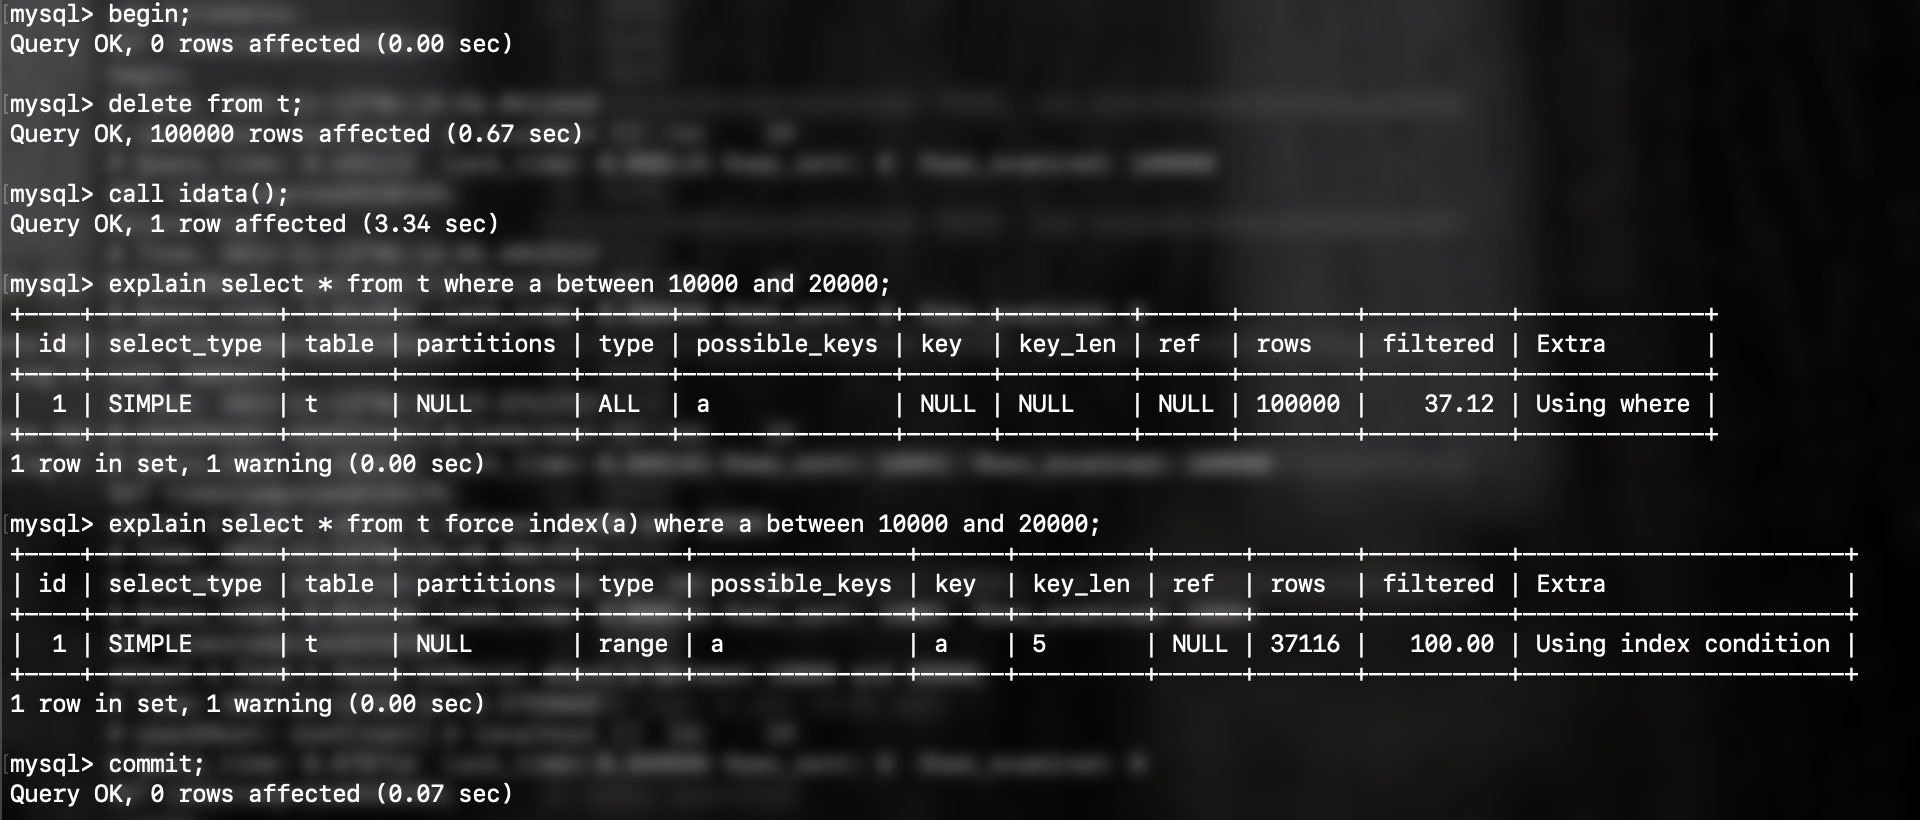 mysql> begin;
Query OK, 0 rows affected (0.00 sec)
mysql> delete from t;
Query OK, 100000 rows affected (0.67 sec)
mysql> call idata();
Query OK, 1 row affected (3.34 sec)
mysql> explain select * from t where a between 10000 and 20000;
+----+-------------+-------+------------+------+---------------+------+---------+------+--------+----------+-------------+
| id | select_type | table | partitions | type | possible_keys | key  | key_len | ref  | rows   | filtered | Extra       |
+----+-------------+-------+------------+------+---------------+------+---------+------+--------+----------+-------------+
|  1 | SIMPLE      | t     | NULL       | ALL  | a             | NULL | NULL    | NULL | 100000 |    37.12 | Using where |
+----+-------------+-------+------------+------+---------------+------+---------+------+--------+----------+-------------+
1 row in set, 1 warning (0.00 sec)
mysql> explain select * from t force index(a) where a between 10000 and 20000;
+----+-------------+-------+------------+-------+---------------+------+---------+------+-------+----------+-----------------------+
| id | select_type | table | partitions | type  | possible_keys | key  | key_len | ref  | rows  | filtered | Extra                 |
+----+-------------+-------+------------+-------+---------------+------+---------+------+-------+----------+-----------------------+
|  1 | SIMPLE      | t     | NULL       | range | a             | a    | 5       | NULL | 37116 |   100.00 | Using index condition |
+----+-------------+-------+------------+-------+---------------+------+---------+------+-------+----------+-----------------------+
1 row in set, 1 warning (0.00 sec)
mysql> commit;
Query OK, 0 rows affected (0.07 sec)